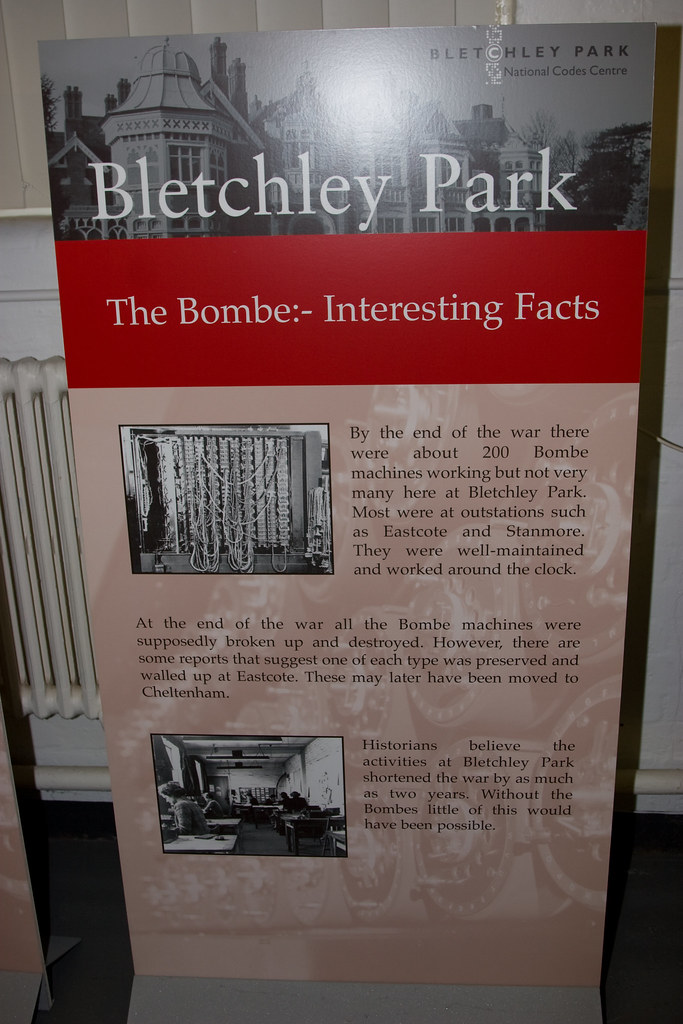 BLETCHLEY PARK
National Codes Centre
Bletchley Park
The Bombe:- Interesting Facts
By the end of the war there
were about 200 Bombe
machines working but not very
many here at Bletchley Park.
Most were at outstations such
as Eastcote and Stanmore.
They were well-maintained
and worked around the clock.
At the end of the war all the Bombe machines were
supposedly broken up and destroyed. However, there are
some reports that suggest one of each type was preserved and
walled up at Eastcote. These may later have been moved to
Cheltenham.
Historians believe the
activities at Bletchley Park
shortened the war by as much
as two years. Without the
Bombes little of this would
have been possible.